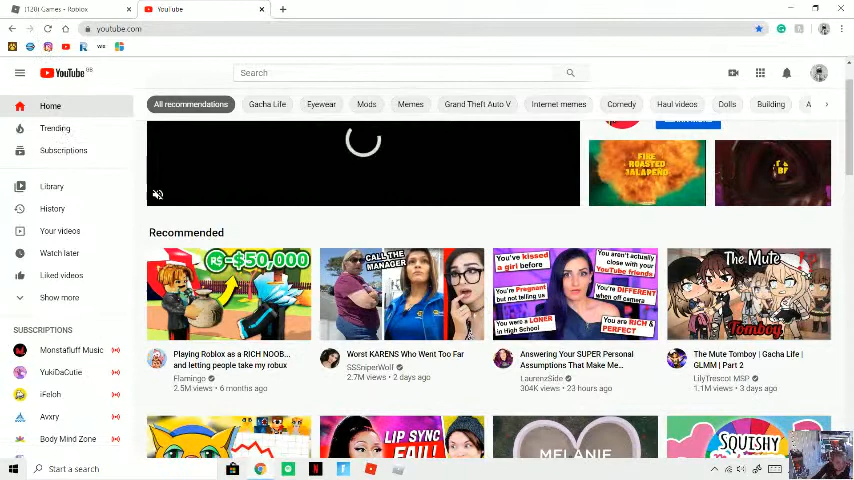 (120) Games - Roblox
YouTube
youtube.com
YouTube GB
Search
Home
Trending
Subscriptions
Library
History
Your videos
Watch later
Liked videos
Show more
SUBSCRIPTIONS
Monstafluff Music
YukiDaCutie
iFeloh
Avxry
Body Mind Zone
All recommendations
Gacha Life
Eyewear
Mods
Memes
Grand Theft Auto V
Internet memes
Comedy
Haul videos
Dolls
Building
A
FIRE
ROASTED
JALAPEÑO
Recommended
R$-$50,000
CALL THE
MANAGER
You've kissed
a girl before
You're Pregnant
but not telling us
You were a LONER
in High School
You aren't actually
close with your
YouTube friends
You're DIFFERENT
when off camera
You are RICH &
PERFECT
The Mute
Tomboy
Playing Roblox as a RICH NOOB...
and letting people take my robux
Flamingo
2.5M views • 6 months ago
Worst KARENS Who Went Too Far
SSSniperWolf
2.7M views • 2 days ago
Answering Your SUPER Personal
Assumptions That Make Me...
LaurenzSide
304K views • 23 hours ago
The Mute Tomboy | Gacha Life |
GLMM | Part 2
LilyTrescot MSP
1.1M views • 3 days ago
LIP SYNC
FAIL!
MELANIE
SQUISHY
Start a search